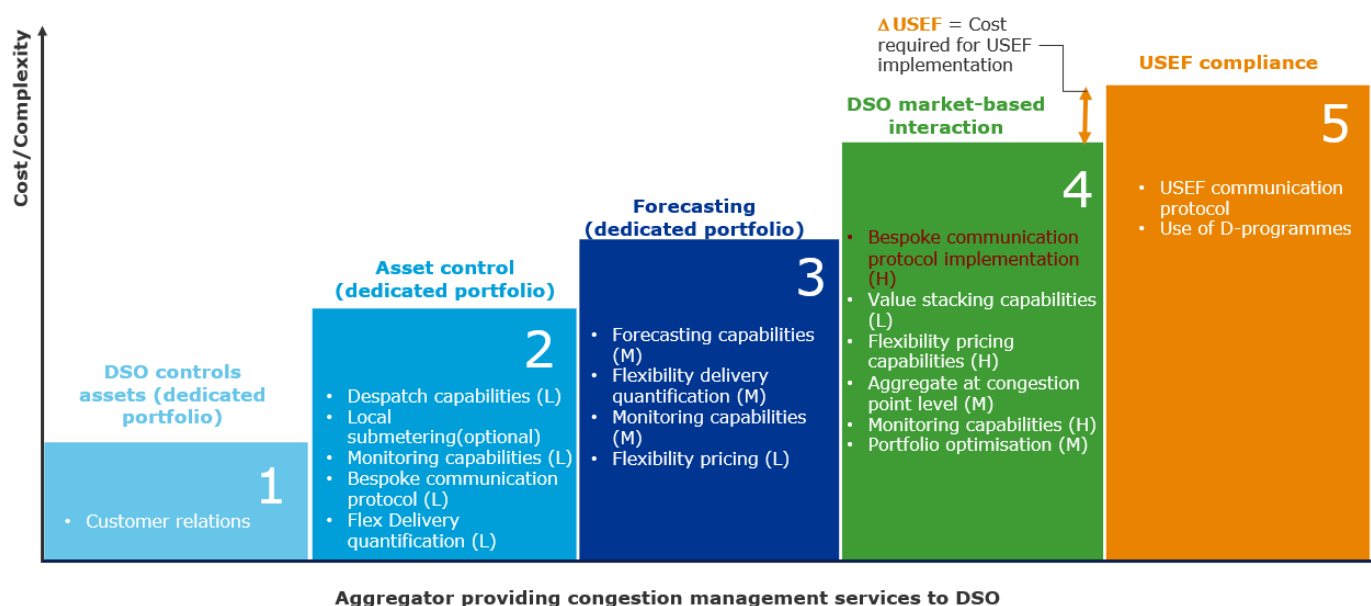 Cost/Complexity
Δ USEF = Cost
required for USEF
implementation
USEF compliance
5
• USEF communication
protocol
• Use of D-programmes
DSO market-based
interaction
4
• Bespoke communication
protocol implementation
(H)
• Value stacking capabilities
(L)
• Flexibility pricing
capabilities (H)
• Aggregate at congestion
point level (M)
• Monitoring capabilities (H)
• Portfolio optimisation (M)
Forecasting
(dedicated portfolio)
3
• Forecasting capabilities
(M)
• Flexibility delivery
quantification (M)
• Monitoring capabilities
(M)
• Flexibility pricing (L)
Asset control
(dedicated portfolio)
2
• Despatch capabilities (L)
• Local
submetering(optional)
• Monitoring capabilities (L)
• Bespoke communication
protocol (L)
• Flex Delivery
quantification (L)
DSO controls
assets (dedicated
portfolio)
1
• Customer relations
Aggregator providing congestion management services to DSO